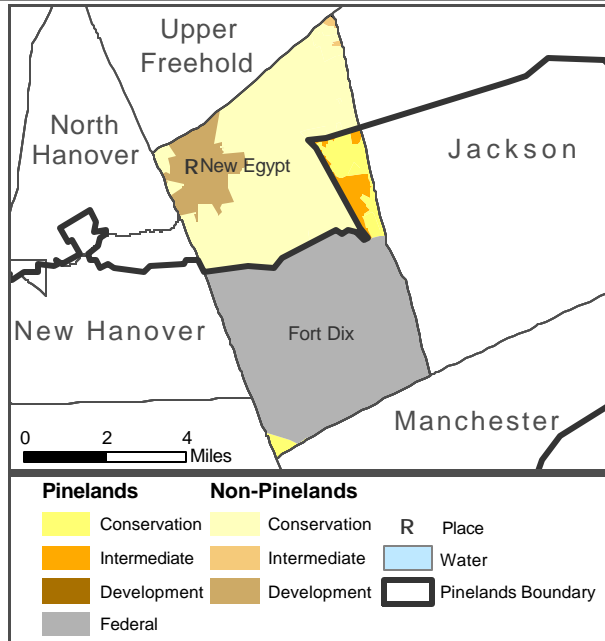 Upper
Freehold
North
Hanover
R New Egypt
Jackson
New Hanover
Fort Dix
Manchester
0 2 4
Miles
Pinelands Non-Pinelands
Conservation Conservation R Place
Intermediate Intermediate Water
Development Development Pinelands Boundary
Federal